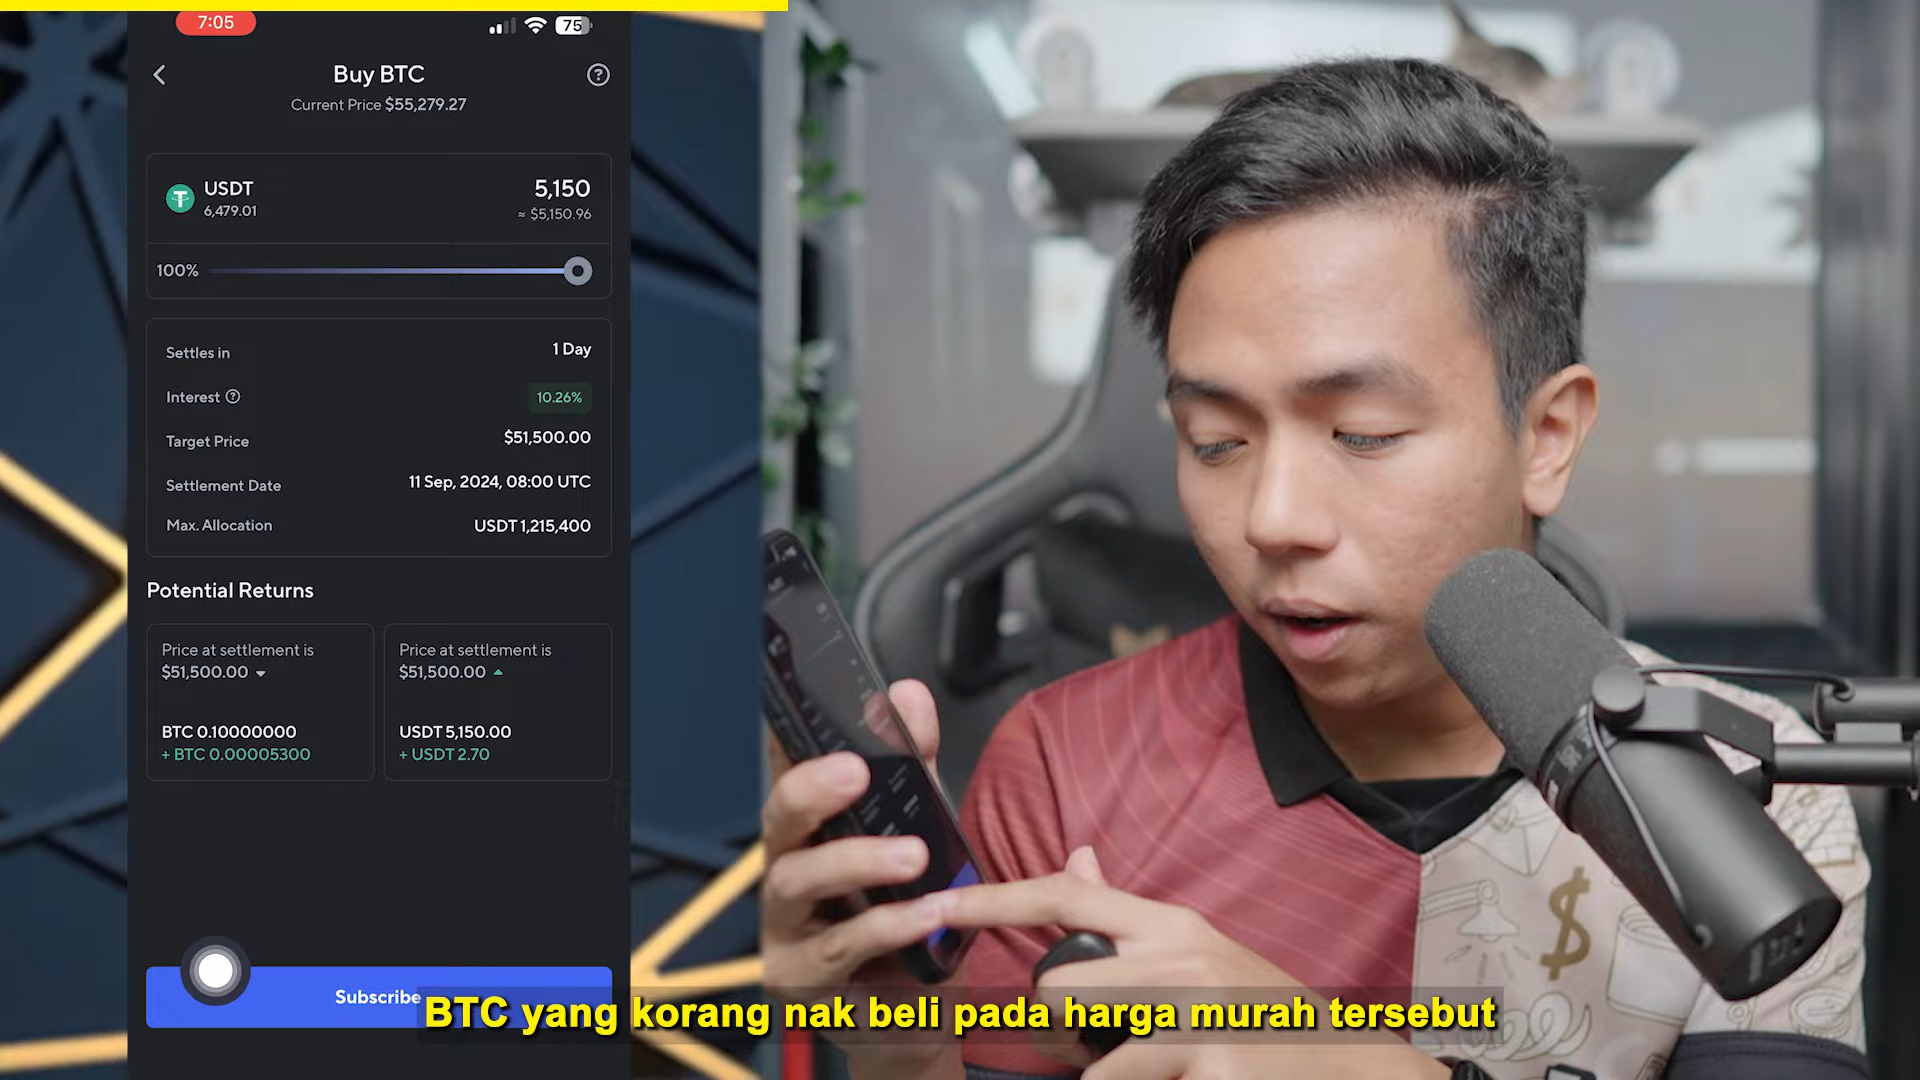 7:05
75
Buy BTC
Current Price $55,279.27
USDT
6,479.01
5,150
≈ $5,150.96
100%
Settles in
1 Day
Interest
10.26%
Target Price
$51,500.00
Settlement Date
11 Sep, 2024, 08:00 UTC
Max. Allocation
USDT 1,215,400
Potential Returns
Price at settlement is
$51,500.00
BTC 0.10000000
+ BTC 0.00005300
Price at settlement is
$51,500.00
USDT 5,150.00
+ USDT 2.70
Subscribe
BTC yang korang nak beli pada harga murah tersebut